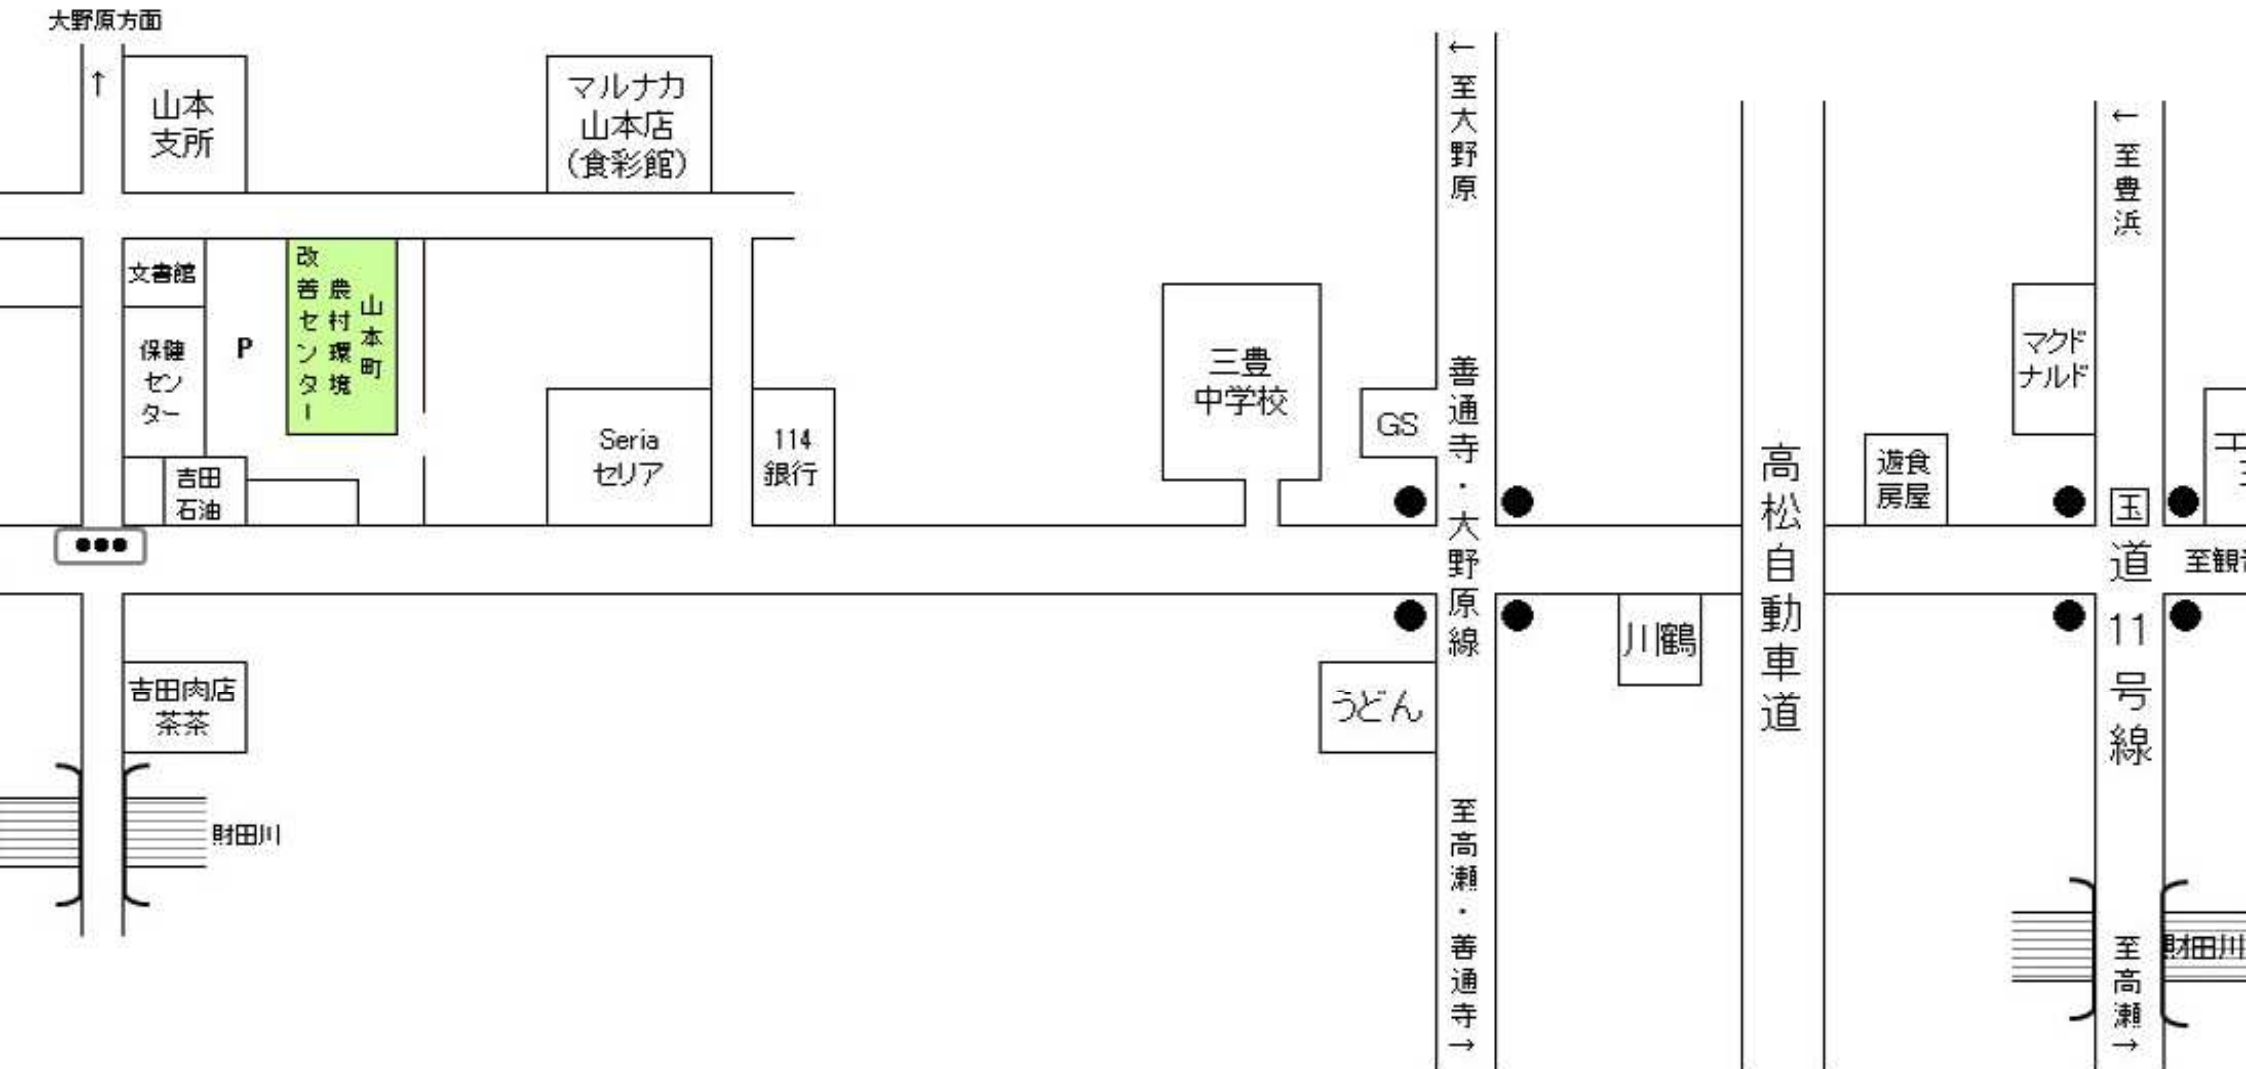 大野原方面
↑
山本
支所
マルナカ
山本店
(食彩館)
←至大野原
←至豊浜
文書館
保健
セン
ター
P
山本町
農村環境
改善センター
吉田
石油
Seria
セリア
114
銀行
三豊
中学校
GS
善通寺・大野原線
高松自動車道
遊食
房屋
マクド
ナルド
玉道11号線
至観
川鶴
うどん
吉田肉店
茶茶
財田川
至高瀬・善通寺→
至高瀬→
財田川